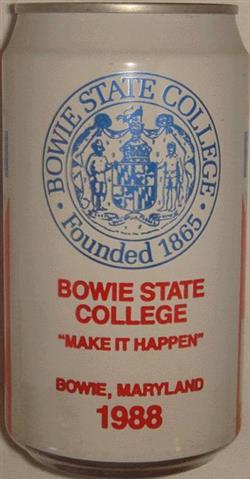 · BOWIE STATE COLLEGE ·
Founded 1865
BOWIE STATE
COLLEGE
"MAKE IT HAPPEN"
BOWIE, MARYLAND
1988